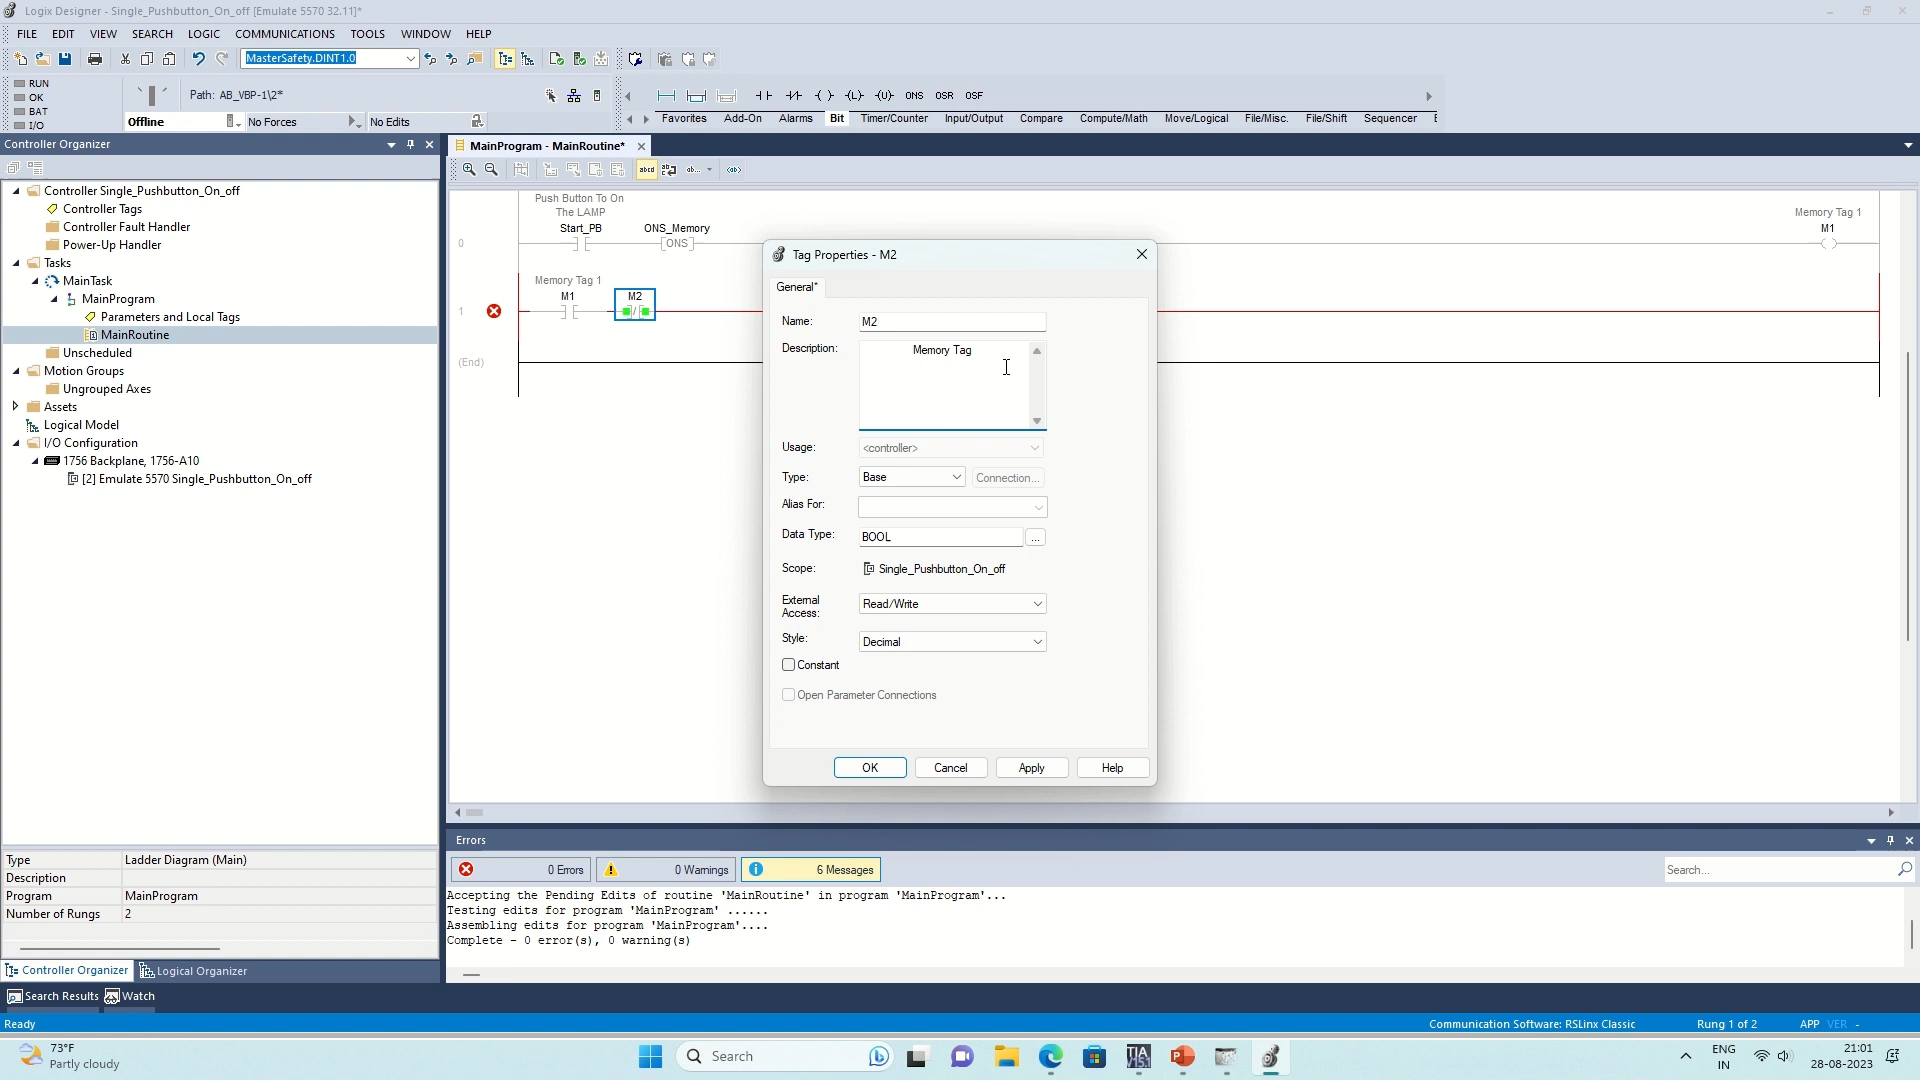 Logix Designer - Single_Pushbutton_On_off [Emulate 5570 32.11]*
FILE EDIT VIEW SEARCH LOGIC COMMUNICATIONS TOOLS WINDOW HELP
MasterSafety.DINT1.0
RUN
OK
BAT
I/O
Path: AB_VBP-1\2*
Offline
No Forces
No Edits
ONS OSR OSF
Favorites Add-On Alarms Bit Timer/Counter Input/Output Compare Compute/Math Move/Logical File/Misc. File/Shift Sequencer
Controller Organizer
Controller Single_Pushbutton_On_off
Controller Tags
Controller Fault Handler
Power-Up Handler
Tasks
MainTask
MainProgram
Parameters and Local Tags
MainRoutine
Unscheduled
Motion Groups
Ungrouped Axes
Assets
Logical Model
I/O Configuration
1756 Backplane, 1756-A10
[2] Emulate 5570 Single_Pushbutton_On_off
Type Ladder Diagram (Main)
Description
Program MainProgram
Number of Rungs 2
Controller Organizer Logical Organizer
Search Results Watch
MainProgram - MainRoutine*
Push Button To On
The LAMP
Start_PB
ONS_Memory
ONS
Memory Tag 1
M1
0
Memory Tag 1
M1
M2
1
(End)
Tag Properties - M2
General*
Name: M2
Description: Memory Tag
Usage: <controller>
Type: Base Connection...
Alias For:
Data Type: BOOL ...
Scope: Single_Pushbutton_On_off
External
Access: Read/Write
Style: Decimal
Constant
Open Parameter Connections
OK Cancel Apply Help
Errors
0 Errors 0 Warnings 6 Messages
Search...
Accepting the Pending Edits of routine 'MainRoutine' in program 'MainProgram'...
Testing edits for program 'MainProgram' ......
Assembling edits for program 'MainProgram'....
Complete - 0 error(s), 0 warning(s)
Ready
Communication Software: RSLinx Classic
Rung 1 of 2
APP VER
73°F
Partly cloudy
Search
TIA
V15.1
ENG
IN
21:01
28-08-2023